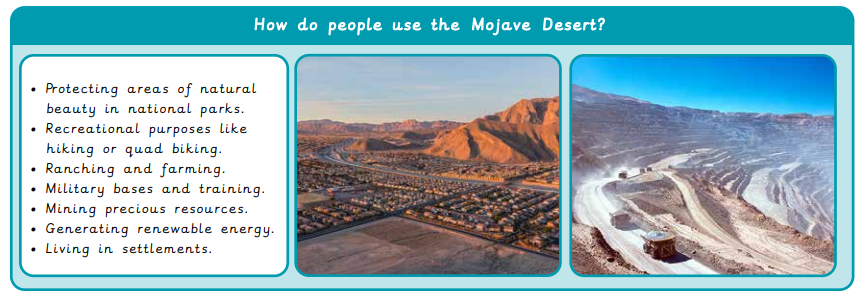 How do people use the Mojave Desert?
• Protecting areas of natural
beauty in national parks.
• Recreational purposes like
hiking or quad biking.
• Ranching and farming.
• Military bases and training.
• Mining precious resources.
• Generating renewable energy.
• Living in settlements.